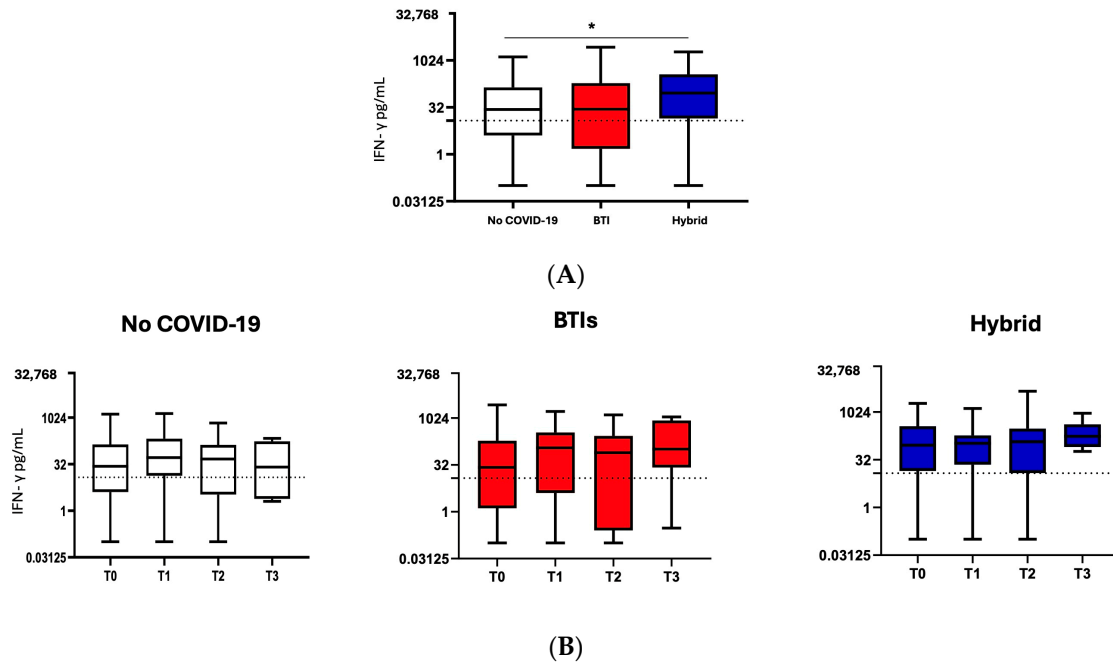 32,768
*
1024
32
1
0.03125
IFN- γ pg/mL
No COVID-19 BTI Hybrid
(A)
No COVID-19
32,768
1024
32
1
0.03125
IFN- γ pg/mL
T0 T1 T2 T3
BTIs
32,768
1024
32
1
0.03125
T0 T1 T2 T3
Hybrid
32,768
1024
32
1
0.03125
T0 T1 T2 T3
(B)